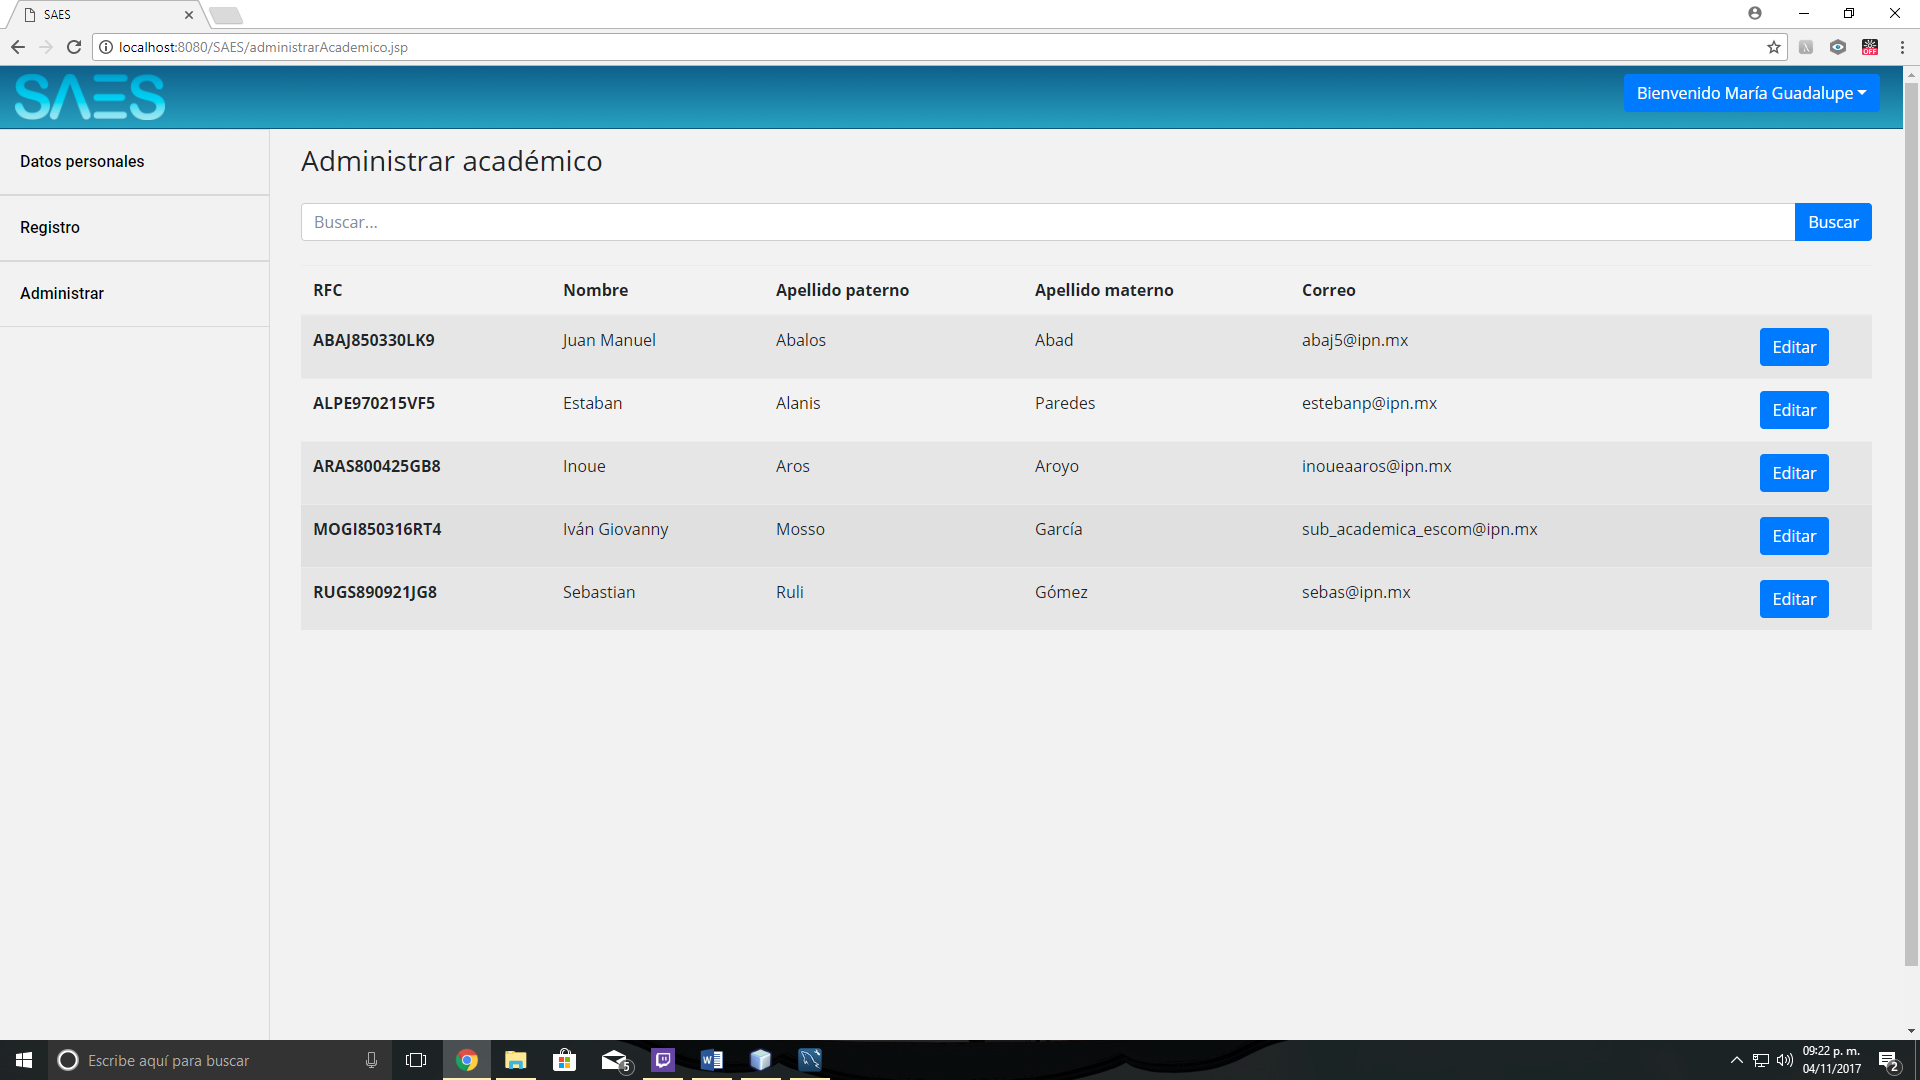 SAES
localhost:8080/SAES/administrarAcademico.jsp
OFF
SAES
Bienvenido María Guadalupe
Datos personales
Registro
Administrar
Administrar académico
Buscar...
Buscar
RFC Nombre Apellido paterno Apellido materno Correo
ABAJ850330LK9 Juan Manuel Abalos Abad abaj5@ipn.mx Editar
ALPE970215VF5 Estaban Alanis Paredes estebanp@ipn.mx Editar
ARAS800425GB8 Inoue Aros Aroyo inoueaaros@ipn.mx Editar
MOGI850316RT4 Iván Giovanny Mosso García sub_academica_escom@ipn.mx Editar
RUGS890921JG8 Sebastian Ruli Gómez sebas@ipn.mx Editar
Escribe aquí para buscar
5
09:22 p. m.
04/11/2017
2